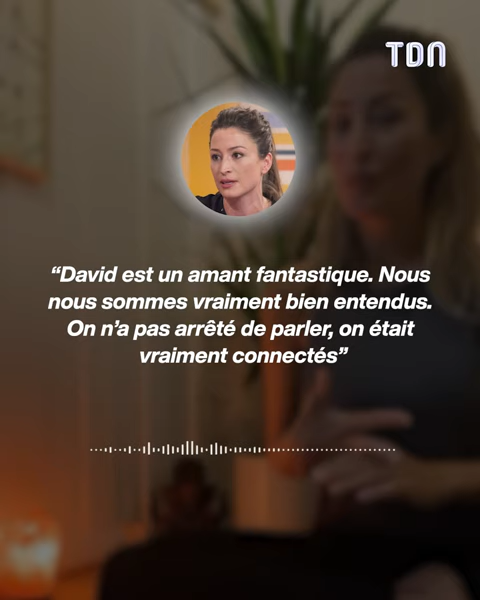 TDN
“David est un amant fantastique. Nous
nous sommes vraiment bien entendus.
On n’a pas arrêté de parler, on était
vraiment connectés”